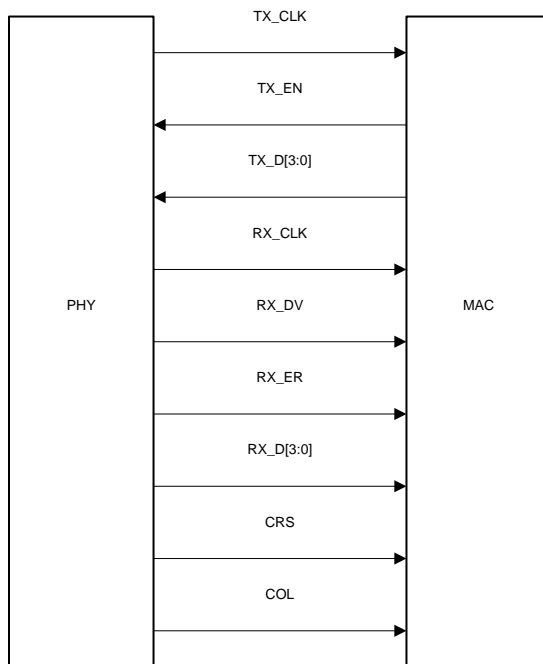 TX_CLK
TX_EN
TX_D[3:0]
RX_CLK
PHY
RX_DV
MAC
RX_ER
RX_D[3:0]
CRS
COL